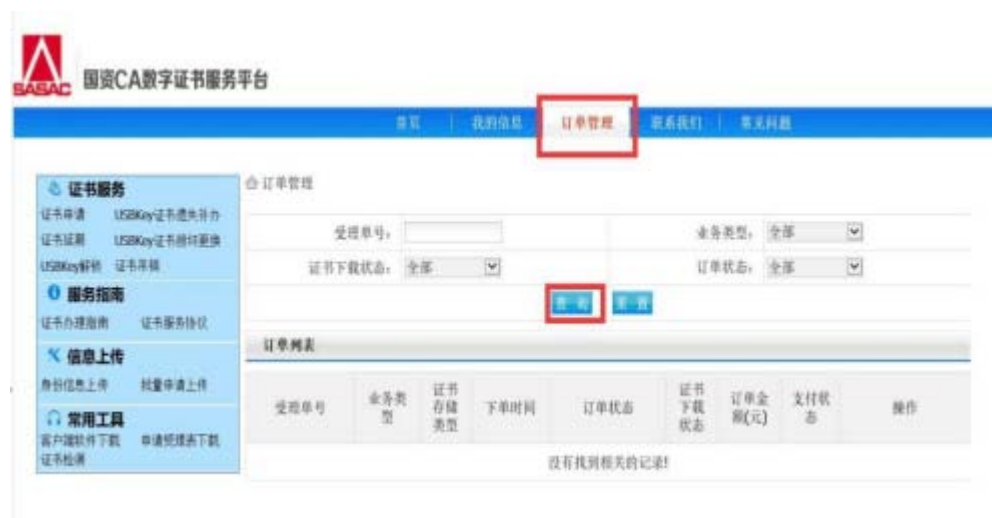 SASAC 国资CA数字证书服务平台
首页 | 我的信息 订单管理 联系我们 | 常见问题
证书服务
证书申请 USBKey证书遗失补办
证书延期 USBKey证书损坏更换
USBKey解锁 证书吊销
服务指南
证书办理指南 证书服务协议
信息上传
身份信息上传 批量申请上传
常用工具
客户端软件下载 申请受理表下载
证书检测
订单管理
受理单号: 业务类型: 全部
证书下载状态: 全部 订单状态: 全部
查 询 重 置
订单列表
受理单号 业务类型 证书存储类型 下单时间 订单状态 证书下载状态 订单金额(元) 支付状态 操作
没有找到相关的记录!